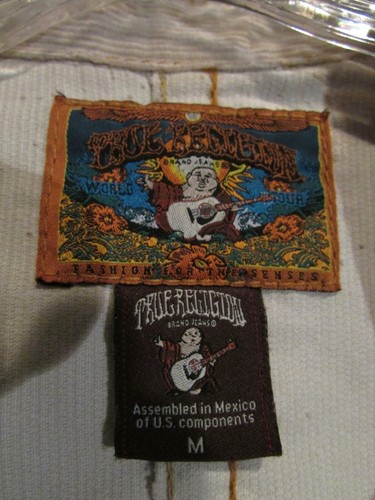 TRUE RELIGION
BRAND JEANS
WORLD TOUR
FASHION FOR THE SENSES
TRUE RELIGION
BRAND JEANS®
Assembled in Mexico
of U.S. components
M